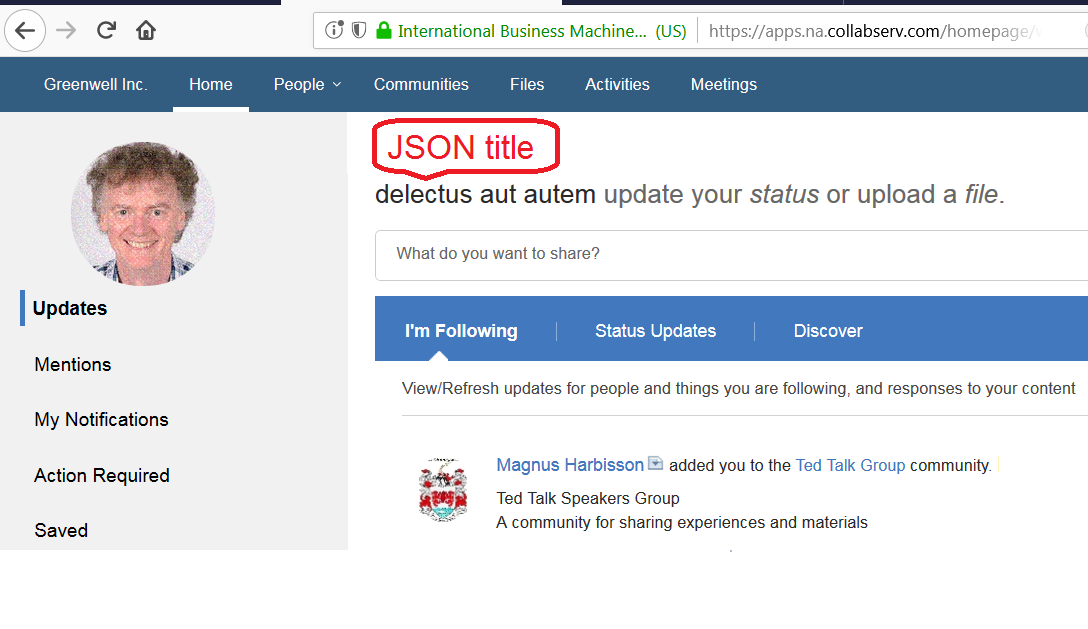 International Business Machine... (US) https://apps.na.collabserv.com/homepage/
Greenwell Inc. Home People Communities Files Activities Meetings
JSON title
delectus aut autem update your status or upload a file.
What do you want to share?
I'm Following Status Updates Discover
View/Refresh updates for people and things you are following, and responses to your content
Magnus Harbisson added you to the Ted Talk Group community.
Ted Talk Speakers Group
A community for sharing experiences and materials
Updates
Mentions
My Notifications
Action Required
Saved